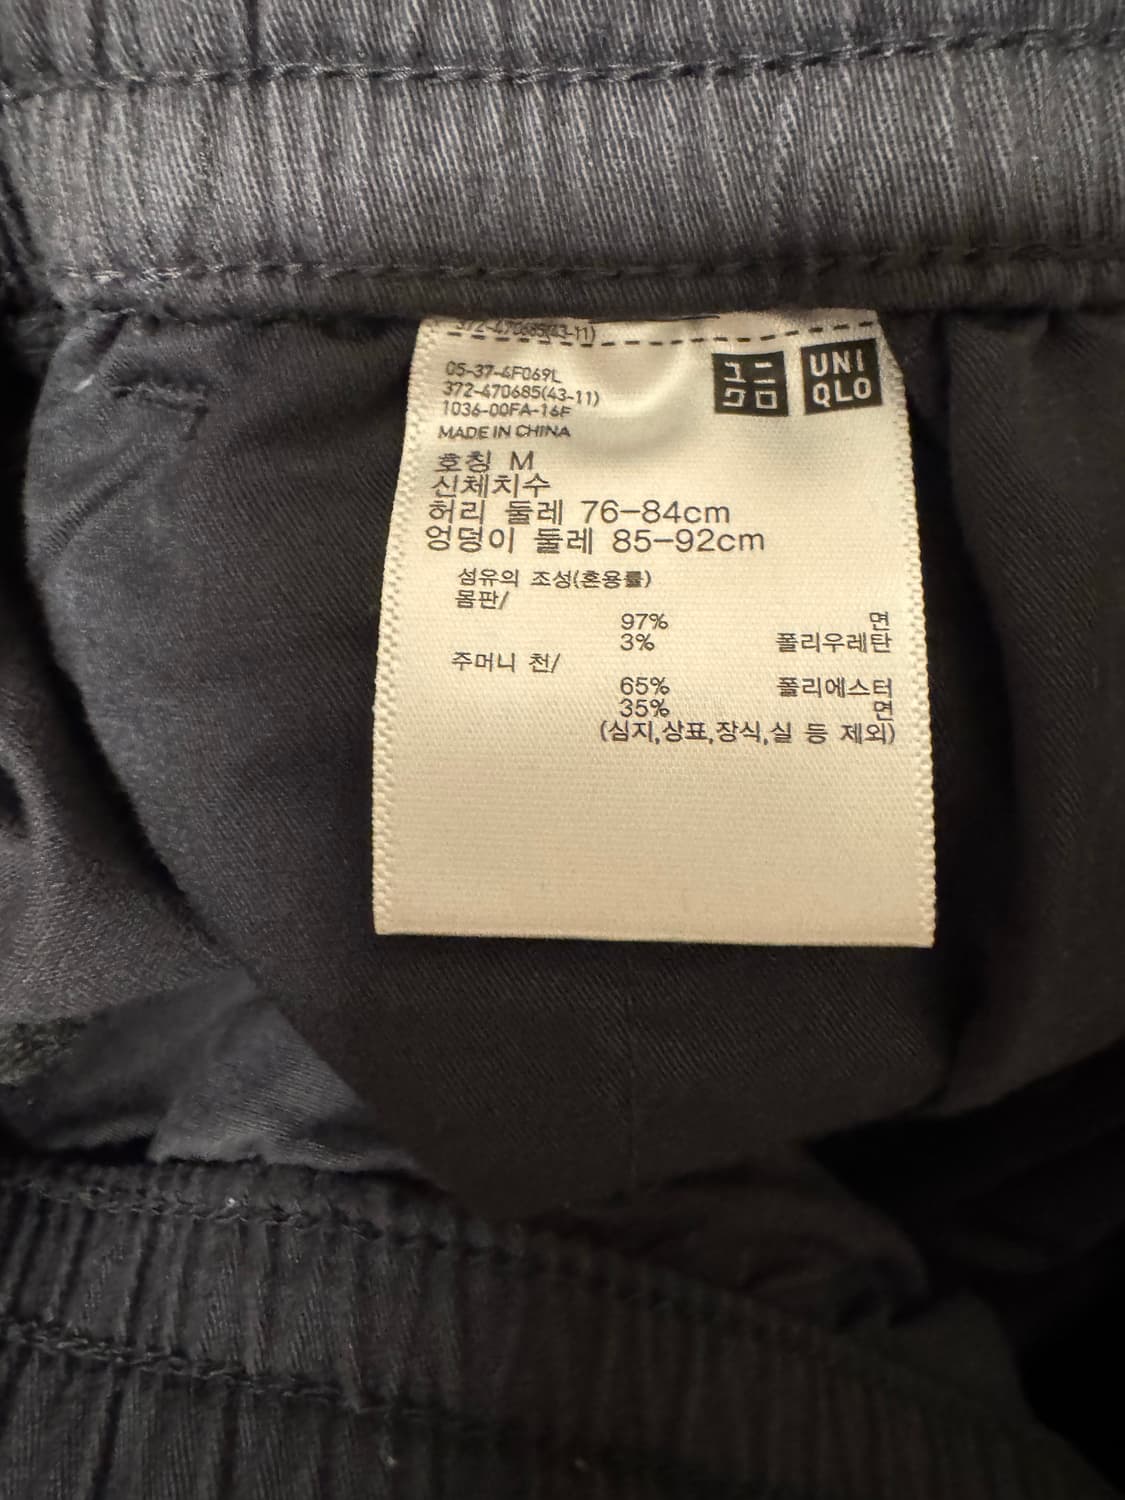 372-470685(43-11)
05-37-4F069L
372-470685(43-11)
1036-00FA-16F
MADE IN CHINA
ユニ
クロ
UNI
QLO
호칭 M
신체치수
허리 둘레 76-84cm
엉덩이 둘레 85-92cm
섬유의 조성(혼용률)
몸판/
97% 면
3% 폴리우레탄
주머니 천/
65% 폴리에스터
35% 면
(심지,상표,장식,실 등 제외)